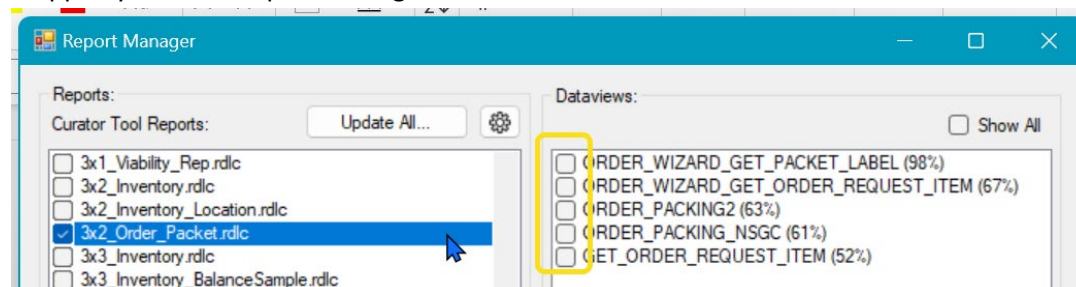 Report Manager
Reports:
Curator Tool Reports:
Update All...
3x1_Viability_Rep.rdlc
3x2_Inventory.rdlc
3x2_Inventory_Location.rdlc
3x2_Order_Packet.rdlc
3x3_Inventory.rdlc
3x3_Inventory_BalanceSample.rdlc
Dataviews:
Show All
ORDER_WIZARD_GET_PACKET_LABEL (98%)
ORDER_WIZARD_GET_ORDER_REQUEST_ITEM (67%)
ORDER_PACKING2 (63%)
ORDER_PACKING_NSGC (61%)
GET_ORDER_REQUEST_ITEM (52%)